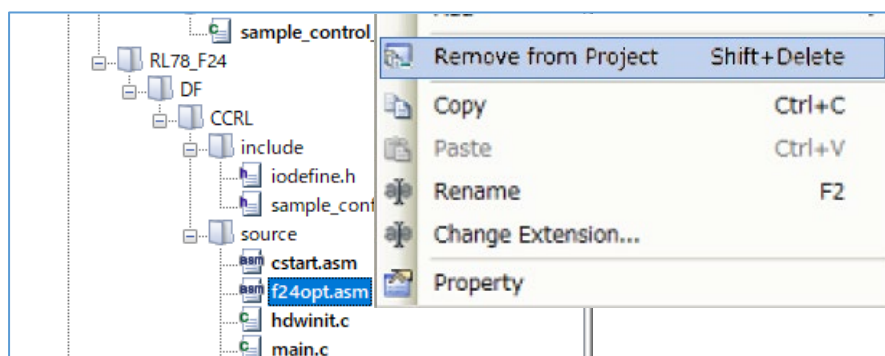 sample_control_
RL78_F24
DF
CCRL
include
iodefine.h
sample_conf
source
cstart.asm
f24opt.asm
hdwinit.c
main.c
Remove from Project Shift+Delete
Copy Ctrl+C
Paste Ctrl+V
Rename F2
Change Extension...
Property